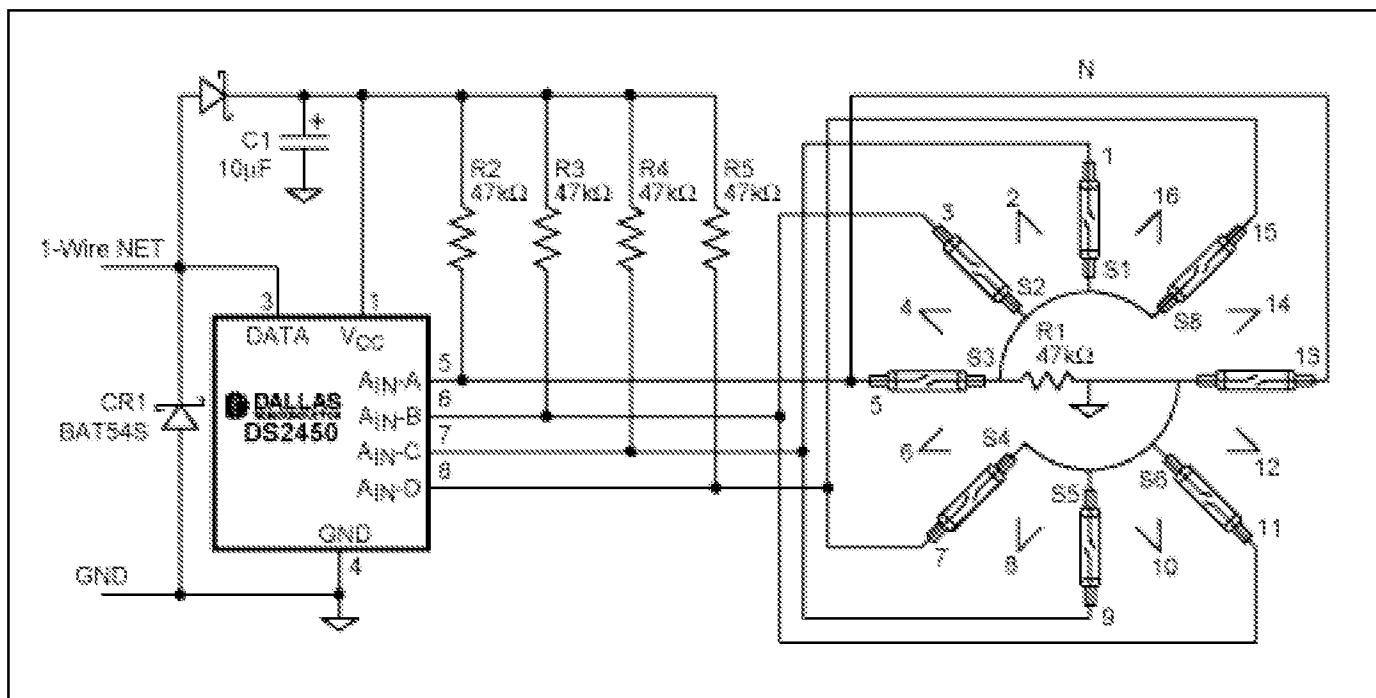 N
C1
+
10µF
R2
47kΩ
R3
47kΩ
R4
47kΩ
R5
47kΩ
1
2
16
3
15
S1
S2
S8
4
14
1-Wire NET
3
1
DATA
VCC
R1
47kΩ
S3
13
5
5
AIN-A
6
AIN-B
7
AIN-C
8
AIN-D
CR1
BAT54S
DALLAS
SEMICONDUCTOR
DS2450
6
S4
12
S5
S6
7
11
8
10
9
GND
4
GND